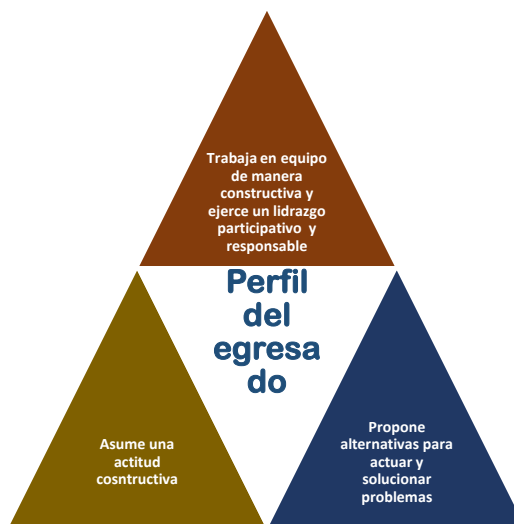 Trabaja en equipo
de manera
constructiva y
ejerce un lidrazgo
participativo y
responsable
Perfil
del
egresa
do
Asume una
actitud
cosntructiva
Propone
alternativas para
actuar y
solucionar
problemas